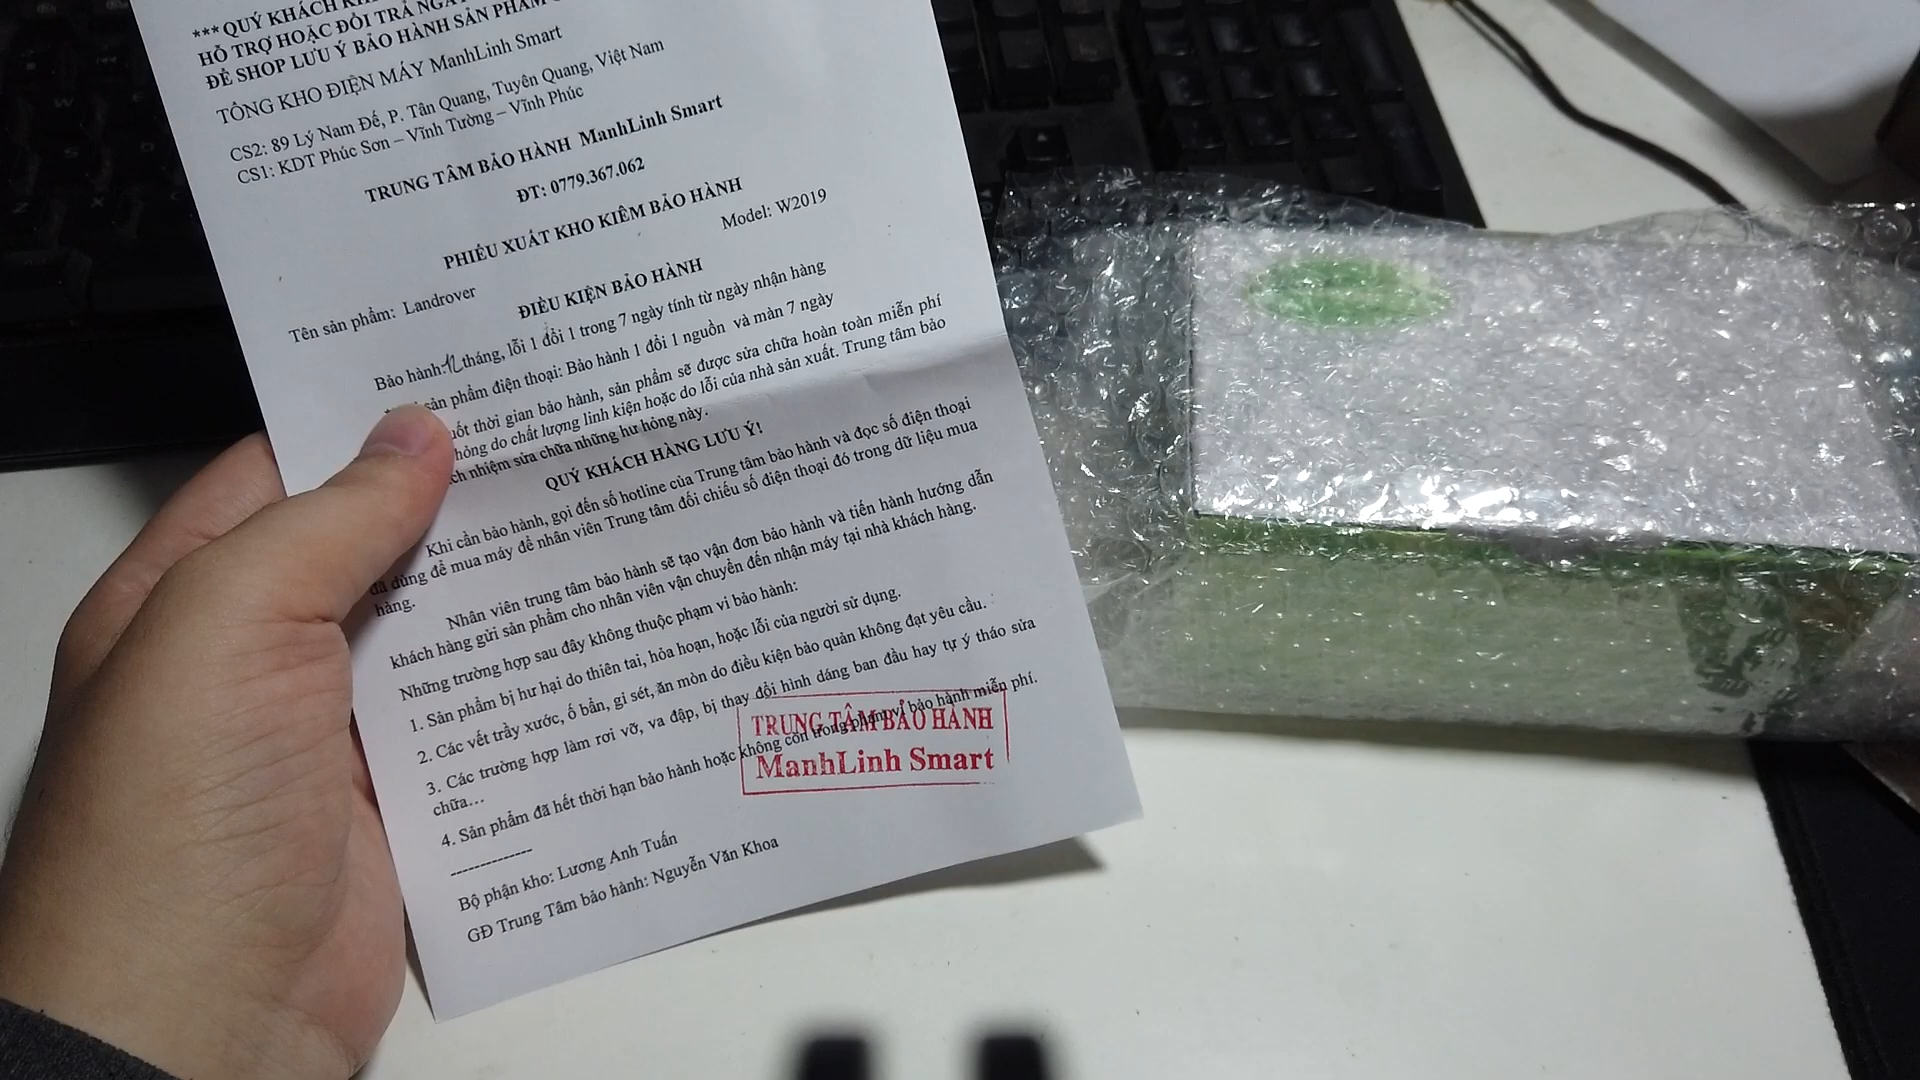 *** QUÝ KHÁCH
HỖ TRỢ HOẶC ĐỔI TRẢ
ĐỂ SHOP LƯU Ý BẢO HÀNH SẢN PHẨM
TỔNG KHO ĐIỆN MÁY ManhLinh Smart
CS2: 89 Lý Nam Đế, P. Tân Quang, Tuyên Quang, Việt Nam
CS1: KDT Phúc Sơn – Vĩnh Tường – Vĩnh Phúc
TRUNG TÂM BẢO HÀNH ManhLinh Smart
ĐT: 0779.367.062
PHIẾU XUẤT KHO KIÊM BẢO HÀNH
Tên sản phẩm: Landrover Model: W2019
ĐIỀU KIỆN BẢO HÀNH
Bảo hành 12 tháng, lỗi 1 đổi 1 trong 7 ngày tính từ ngày nhận hàng
sản phẩm điện thoại: Bảo hành 1 đổi 1 nguồn và màn 7 ngày
thời gian bảo hành, sản phẩm sẽ được sửa chữa hoàn toàn miễn phí
do chất lượng linh kiện hoặc do lỗi của nhà sản xuất. Trung tâm bảo
nhiệm sửa chữa những hư hỏng này.
QUÝ KHÁCH HÀNG LƯU Ý!
Khi cần bảo hành, gọi đến số hotline của Trung tâm bảo hành và đọc số điện thoại
đã dùng để mua máy để nhân viên Trung tâm đối chiếu số điện thoại đó trong dữ liệu mua
hàng.
Nhân viên trung tâm bảo hành sẽ tạo vận đơn bảo hành và tiến hành hướng dẫn
khách hàng gửi sản phẩm cho nhân viên vận chuyển đến nhận máy tại nhà khách hàng.
Những trường hợp sau đây không thuộc phạm vi bảo hành:
1. Sản phẩm bị hư hại do thiên tai, hỏa hoạn, hoặc lỗi của người sử dụng.
2. Các vết trầy xước, ố bẩn, gỉ sét, ăn mòn do điều kiện bảo quản không đạt yêu cầu.
3. Các trường hợp làm rơi vỡ, va đập, bị thay đổi hình dáng ban đầu hay tự ý tháo sửa
chữa...
4. Sản phẩm đã hết thời hạn bảo hành hoặc không còn trong phạm vi bảo hành miễn phí.
TRUNG TÂM BẢO HÀNH
ManhLinh Smart
-------------
Bộ phận kho: Lương Anh Tuấn
GĐ Trung Tâm bảo hành: Nguyễn Văn Khoa